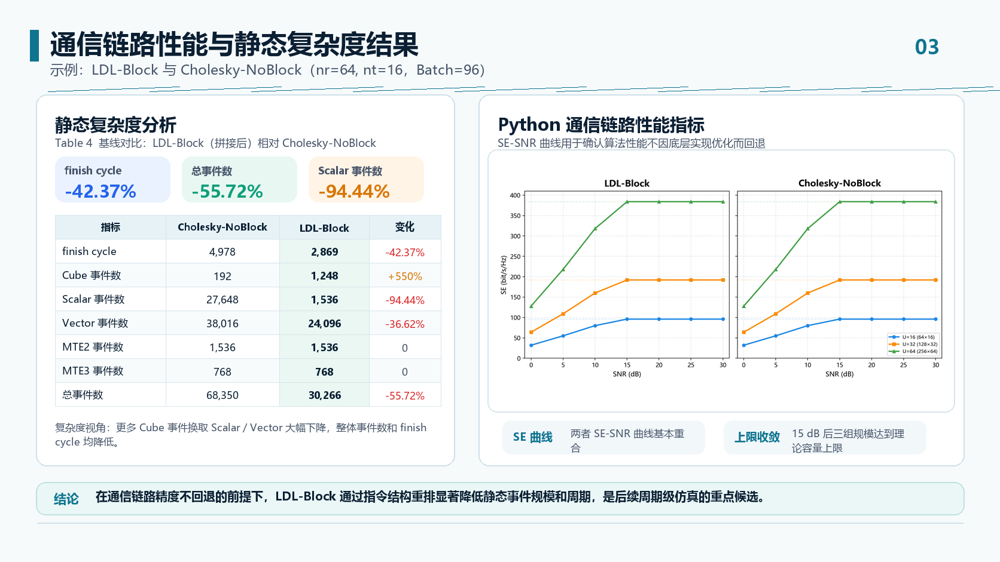 通信链路性能与静态复杂度结果
03
示例：LDL-Block 与 Cholesky-NoBlock（nr=64, nt=16，Batch=96）
静态复杂度分析
Table 4 基线对比：LDL-Block（拼接后）相对 Cholesky-NoBlock
finish cycle
-42.37%
总事件数
-55.72%
Scalar 事件数
-94.44%
指标 Cholesky-NoBlock LDL-Block 变化
finish cycle 4,978 2,869 -42.37%
Cube 事件数 192 1,248 +550%
Scalar 事件数 27,648 1,536 -94.44%
Vector 事件数 38,016 24,096 -36.62%
MTE2 事件数 1,536 1,536 0
MTE3 事件数 768 768 0
总事件数 68,350 30,266 -55.72%
复杂度视角：更多 Cube 事件换取 Scalar / Vector 大幅下降，整体事件数和 finish
cycle 均降低。
Python 通信链路性能指标
SE-SNR 曲线用于确认算法性能不因底层实现优化而回退
LDL-Block
400
350
300
250
200
150
100
50
0
SE (bit/s/Hz)
0 5 10 15 20 25 30
SNR (dB)
Cholesky-NoBlock
U=16 (64×16)
U=32 (128×32)
U=64 (256×64)
0 5 10 15 20 25 30
SNR (dB)
SE 曲线
两者 SE-SNR 曲线基本重
合
上限收敛
15 dB 后三组规模达到理
论容量上限
结论
在通信链路精度不回退的前提下，LDL-Block 通过指令结构重排显著降低静态事件规模和周期，是后续周期级仿真的重点候选。